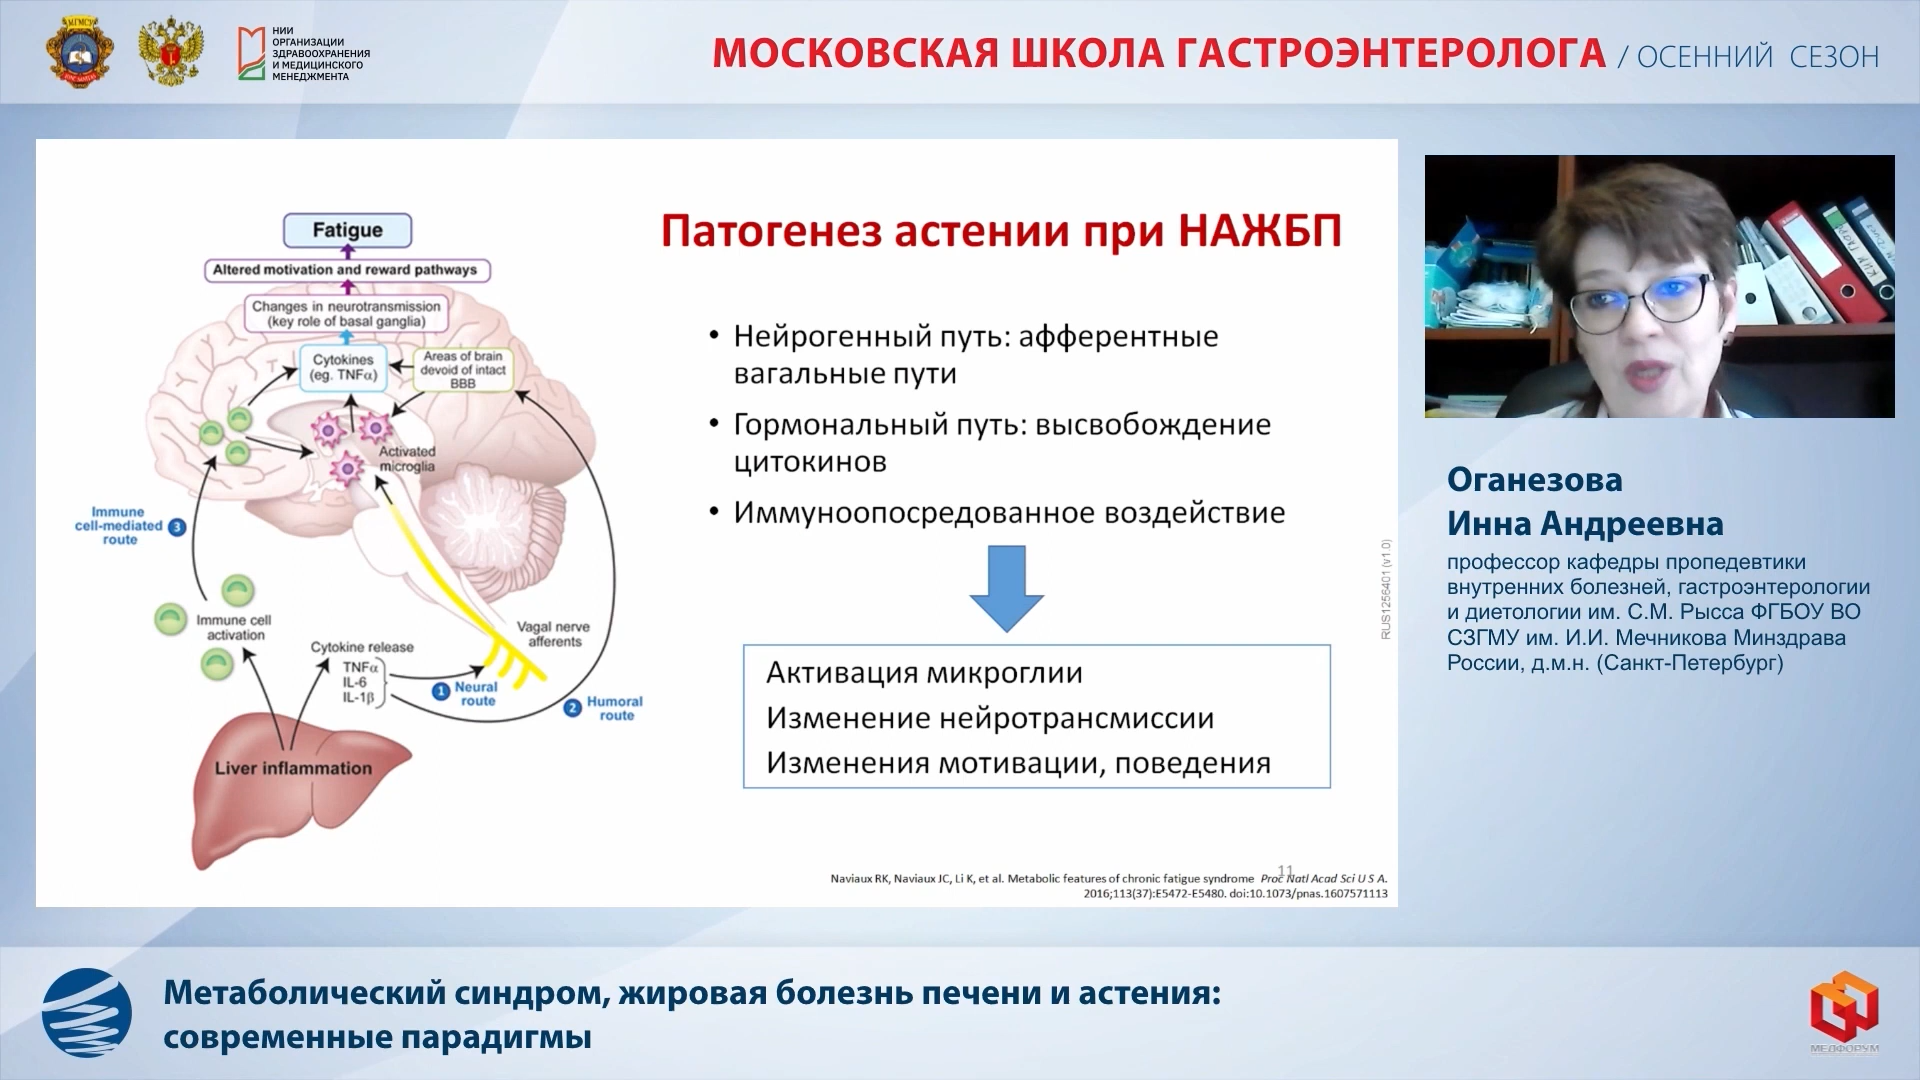 МГМСУ
НИИ
ОРГАНИЗАЦИИ
ЗДРАВООХРАНЕНИЯ
И МЕДИЦИНСКОГО
МЕНЕДЖМЕНТА
МОСКОВСКАЯ ШКОЛА ГАСТРОЭНТЕРОЛОГА / ОСЕННИЙ СЕЗОН
Патогенез астении при НАЖБП
Fatigue
Altered motivation and reward pathways
Changes in neurotransmission
(key role of basal ganglia)
Cytokines
(eg. TNFα)
Areas of brain
devoid of intact
BBB
Activated
microglia
Immune
cell-mediated 3
route
Immune cell
activation
Cytokine release
TNFα
IL-6
IL-1β
1 Neural
route
Vagal nerve
afferents
2 Humoral
route
Liver inflammation
• Нейрогенный путь: афферентные
вагальные пути
• Гормональный путь: высвобождение
цитокинов
• Иммуноопосредованное воздействие
Активация микроглии
Изменение нейротрансмиссии
Изменения мотивации, поведения
RUS1256401 (v1.0)
11
Naviaux RK, Naviaux JC, Li K, et al. Metabolic features of chronic fatigue syndrome Proc Natl Acad Sci U S A.
2016;113(37):E5472-E5480. doi:10.1073/pnas.1607571113
Оганезова
Инна Андреевна
профессор кафедры пропедевтики
внутренних болезней, гастроэнтерологии
и диетологии им. С.М. Рысса ФГБОУ ВО
СЗГМУ им. И.И. Мечникова Минздрава
России, д.м.н. (Санкт-Петербург)
Метаболический синдром, жировая болезнь печени и астения:
современные парадигмы
МЕДФОРУМ